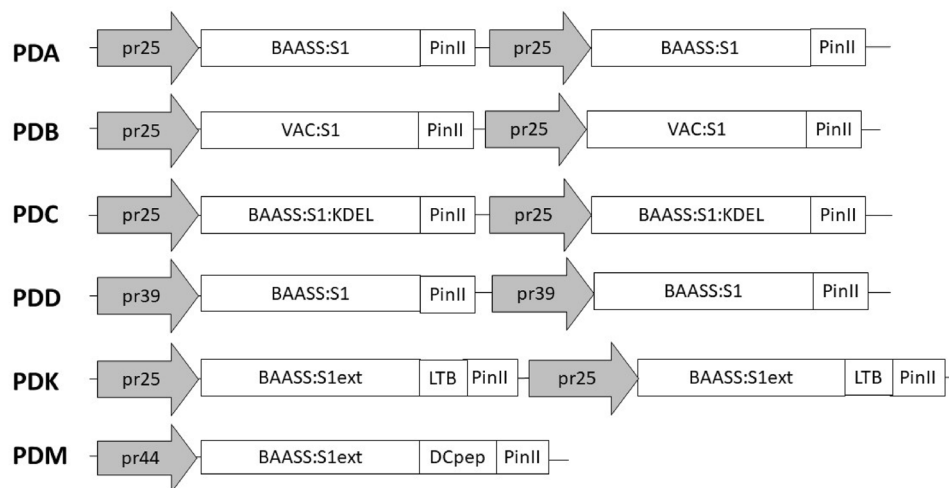 PDA pr25 BAASS:S1 PinII pr25 BAASS:S1 PinII
PDB pr25 VAC:S1 PinII pr25 VAC:S1 PinII
PDC pr25 BAASS:S1:KDEL PinII pr25 BAASS:S1:KDEL PinII
PDD pr39 BAASS:S1 PinII pr39 BAASS:S1 PinII
PDK pr25 BAASS:S1ext LTB PinII pr25 BAASS:S1ext LTB PinII
PDM pr44 BAASS:S1ext DCpep PinII